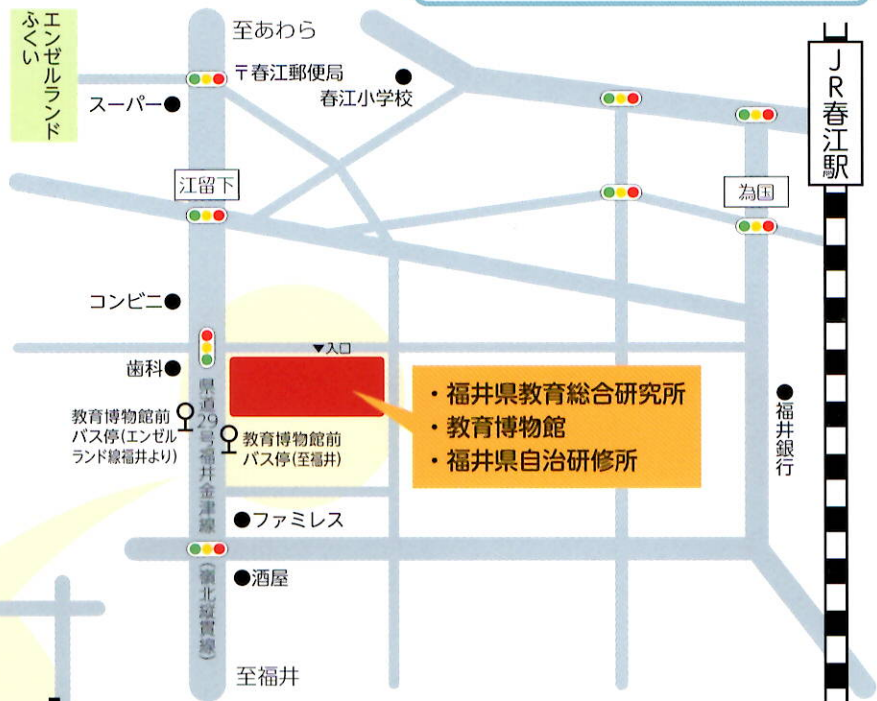 エンゼルランド
ふくい
至あわら
〒春江郵便局
春江小学校
スーパー
JR春江駅
江留下
為国
コンビニ
▼入口
歯科
・福井県教育総合研究所
・教育博物館
・福井県自治研修所
教育博物館前
バス停(エンゼル
ランド線福井より)
教育博物館前
バス停(至福井)
県道29号福井金津線(嶺北縦貫線)
福井銀行
ファミレス
酒屋
至福井